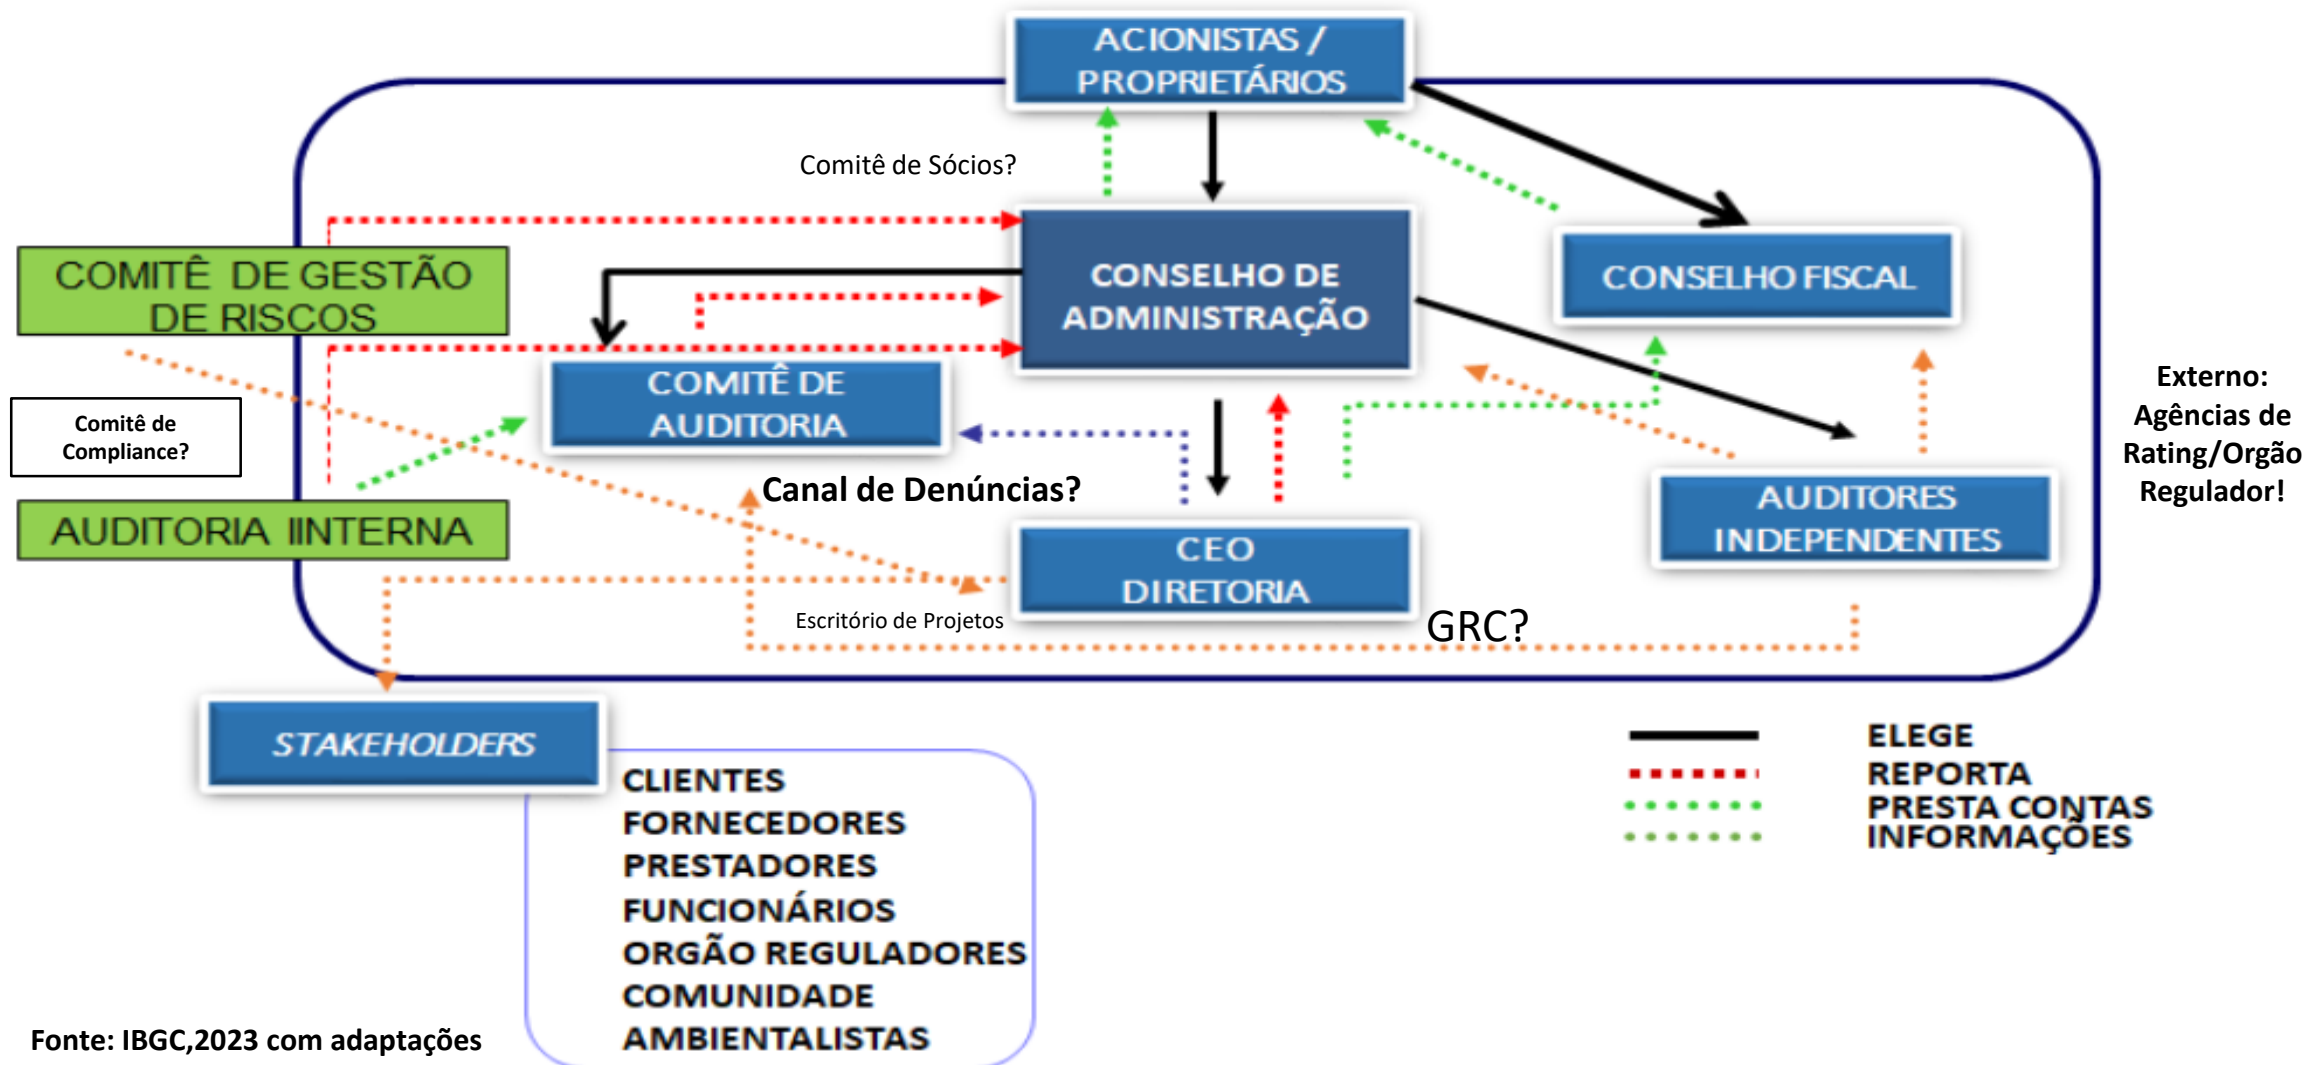 ACIONISTAS /
PROPRIETÁRIOS
Comitê de Sócios?
COMITÊ DE GESTÃO
DE RISCOS
CONSELHO DE
ADMINISTRAÇÃO
CONSELHO FISCAL
COMITÊ DE
AUDITORIA
Comitê de
Compliance?
Externo:
Agências de
Rating/Orgão
Regulador!
Canal de Denúncias?
AUDITORIA IINTERNA
AUDITORES
INDEPENDENTES
CEO
DIRETORIA
Escritório de Projetos
GRC?
STAKEHOLDERS
CLIENTES
FORNECEDORES
PRESTADORES
FUNCIONÁRIOS
ORGÃO REGULADORES
COMUNIDADE
AMBIENTALISTAS
ELEGE
REPORTA
PRESTA CONTAS
INFORMAÇÕES
Fonte: IBGC,2023 com adaptações